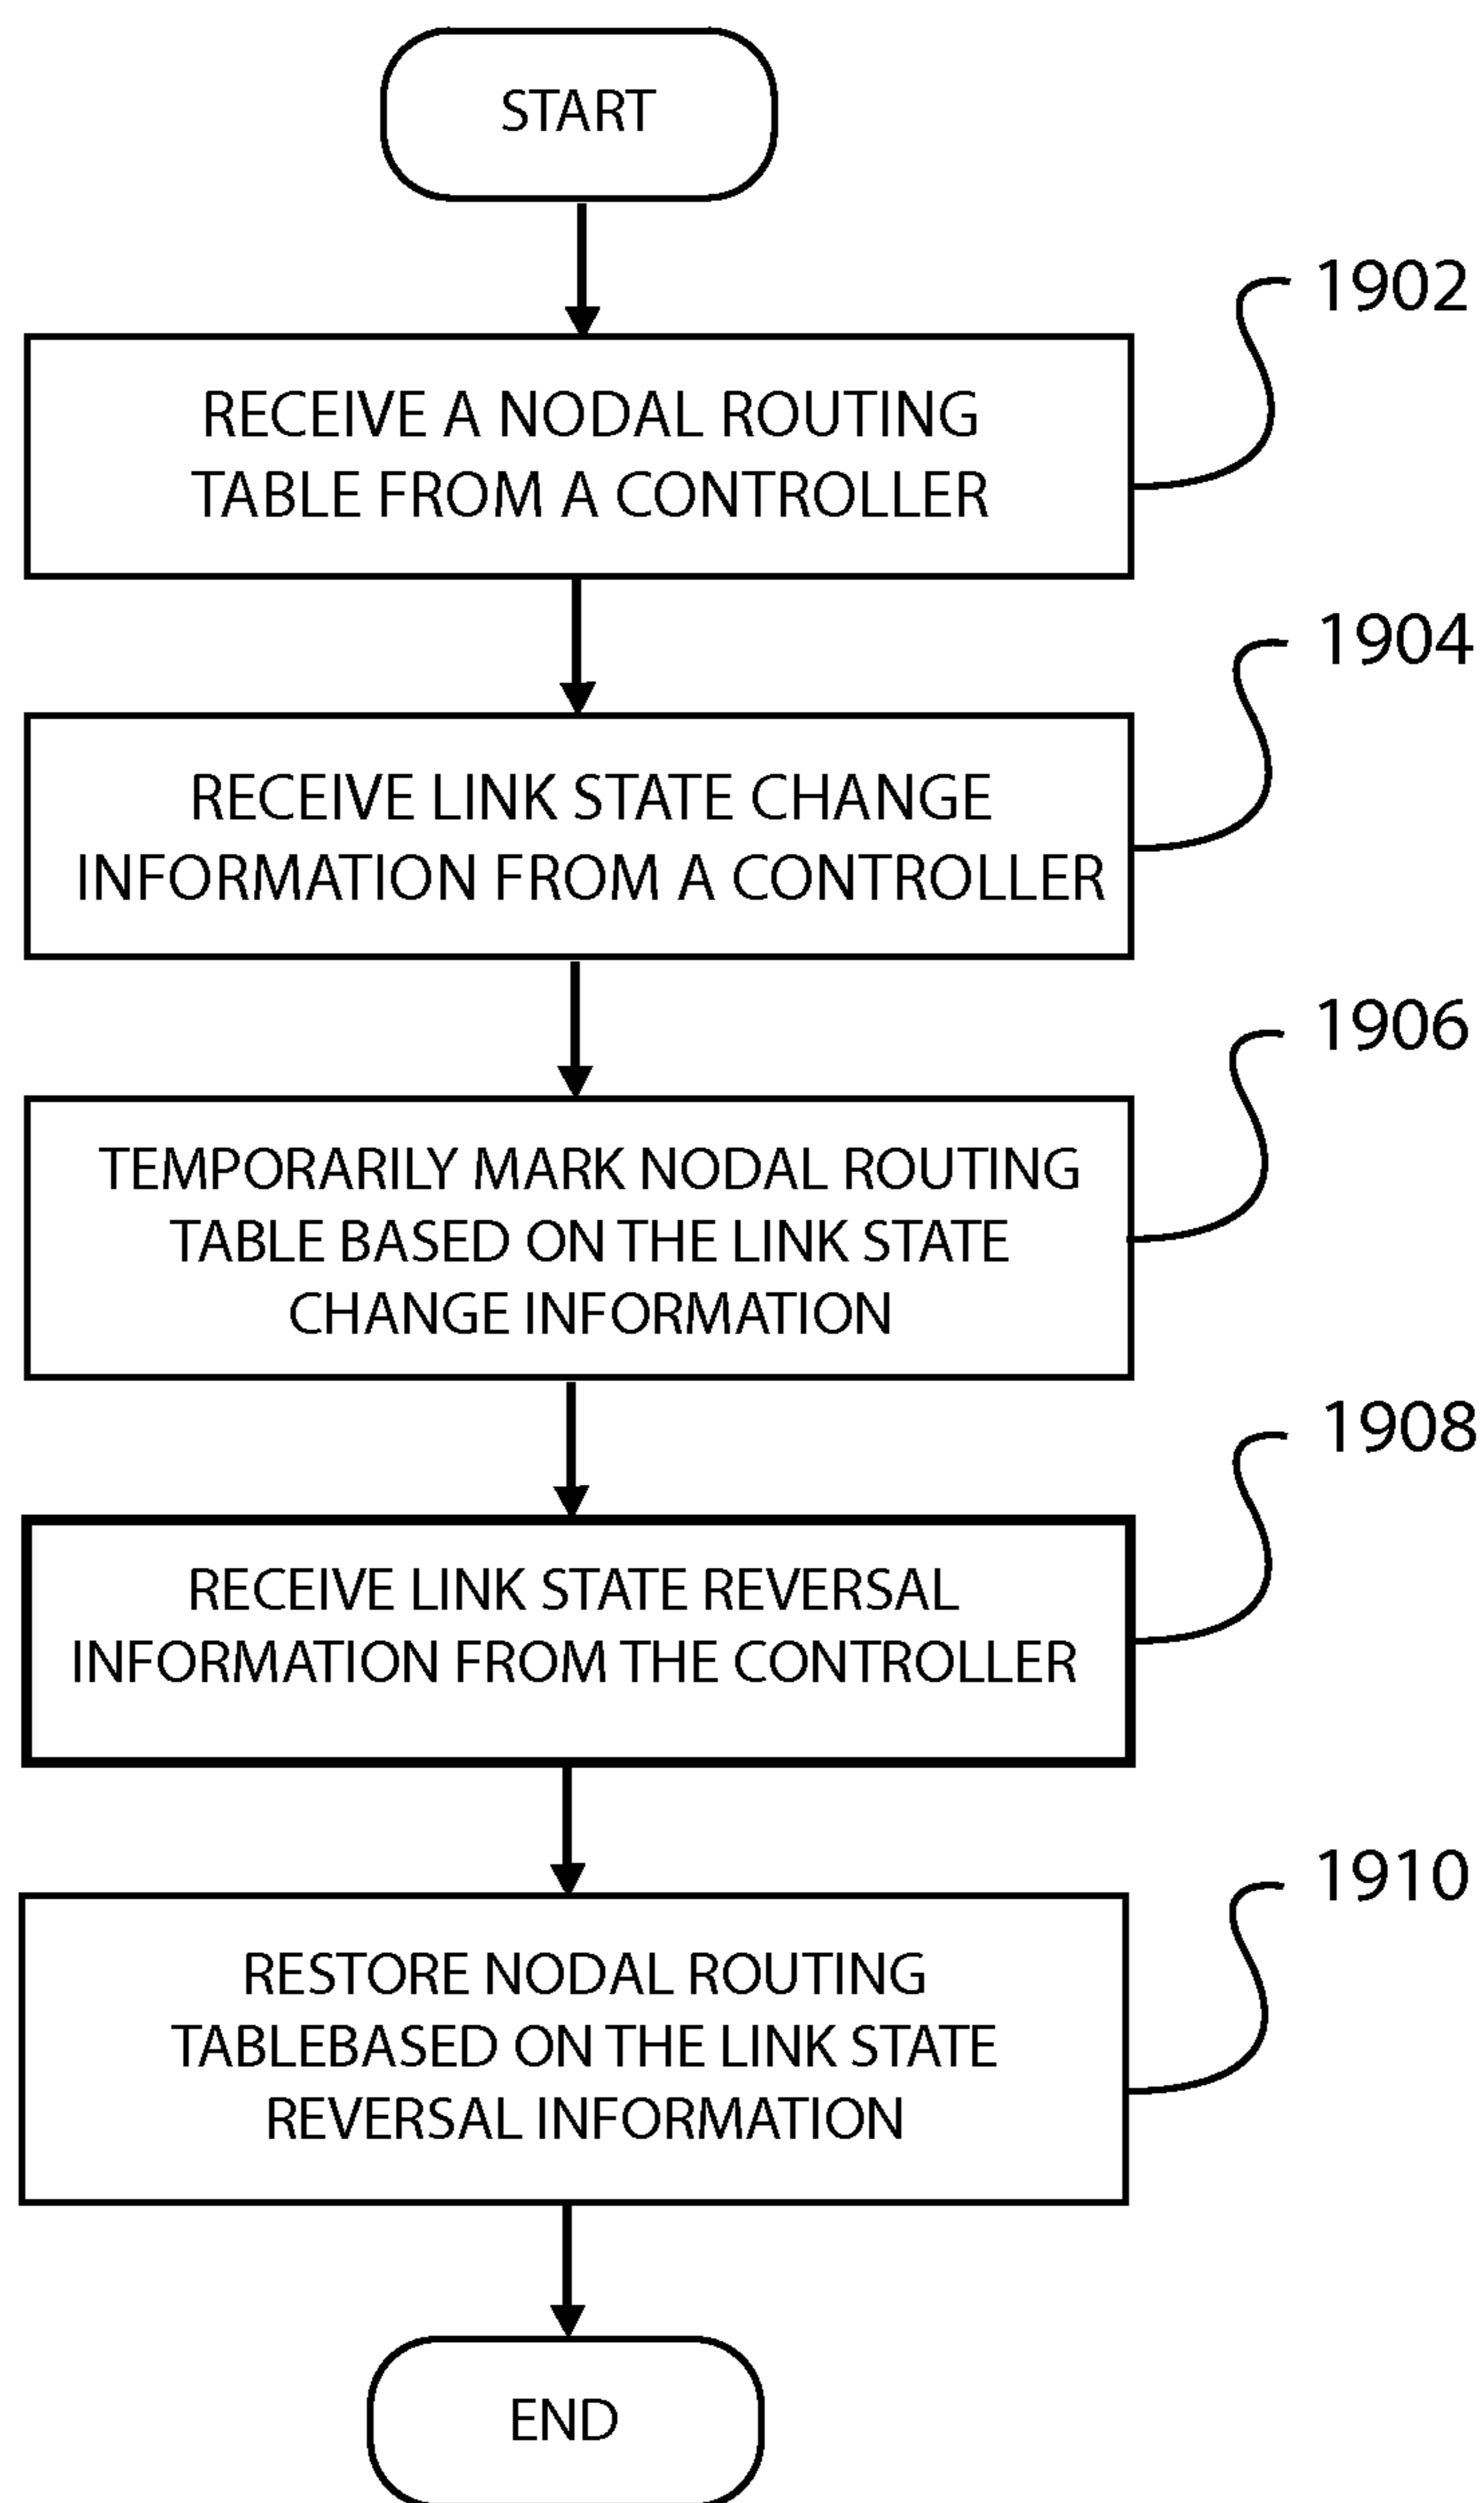 START
1902
RECEIVE A NODAL ROUTING
TABLE FROM A CONTROLLER
1904
RECEIVE LINK STATE CHANGE
INFORMATION FROM A CONTROLLER
1906
TEMPORARILY MARK NODAL ROUTING
TABLE BASED ON THE LINK STATE
CHANGE INFORMATION
1908
RECEIVE LINK STATE REVERSAL
INFORMATION FROM THE CONTROLLER
1910
RESTORE NODAL ROUTING
TABLEBASED ON THE LINK STATE
REVERSAL INFORMATION
END